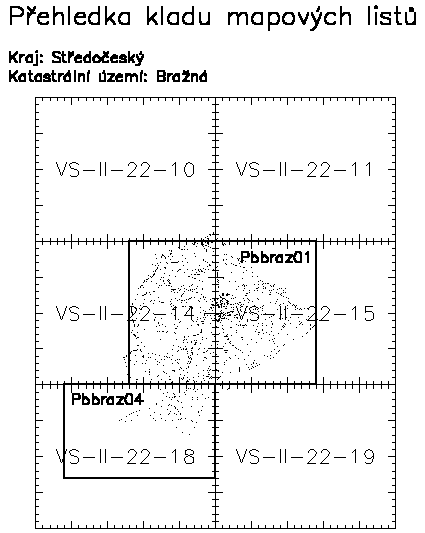 Přehledka kladu mapových listů
Kraj: Středočeský
Katastrální území: Bražná
VS-II-22-10
VS-II-22-11
Pbbraz01
VS-II-22-14
VS-II-22-15
Pbbraz04
VS-II-22-18
VS-II-22-19